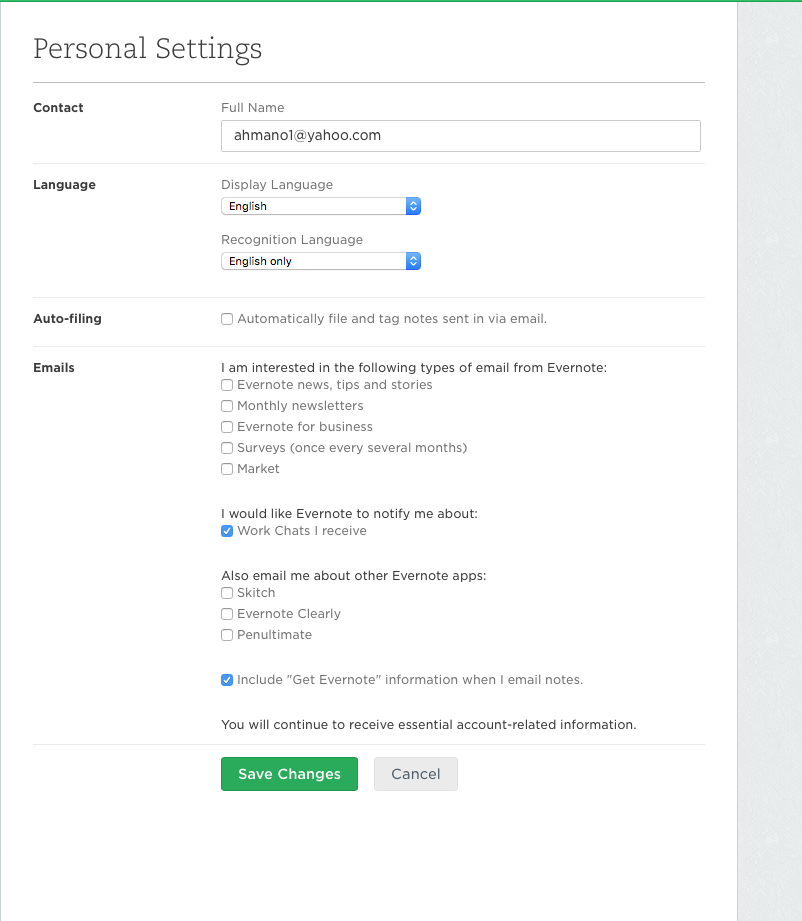 Personal Settings
Contact
Full Name
ahmano1@yahoo.com
Language
Display Language
English
Recognition Language
English only
Auto-filing
Automatically file and tag notes sent in via email.
Emails
I am interested in the following types of email from Evernote:
Evernote news, tips and stories
Monthly newsletters
Evernote for business
Surveys (once every several months)
Market
I would like Evernote to notify me about:
Work Chats I receive
Also email me about other Evernote apps:
Skitch
Evernote Clearly
Penultimate
Include "Get Evernote" information when I email notes.
You will continue to receive essential account-related information.
Save Changes
Cancel